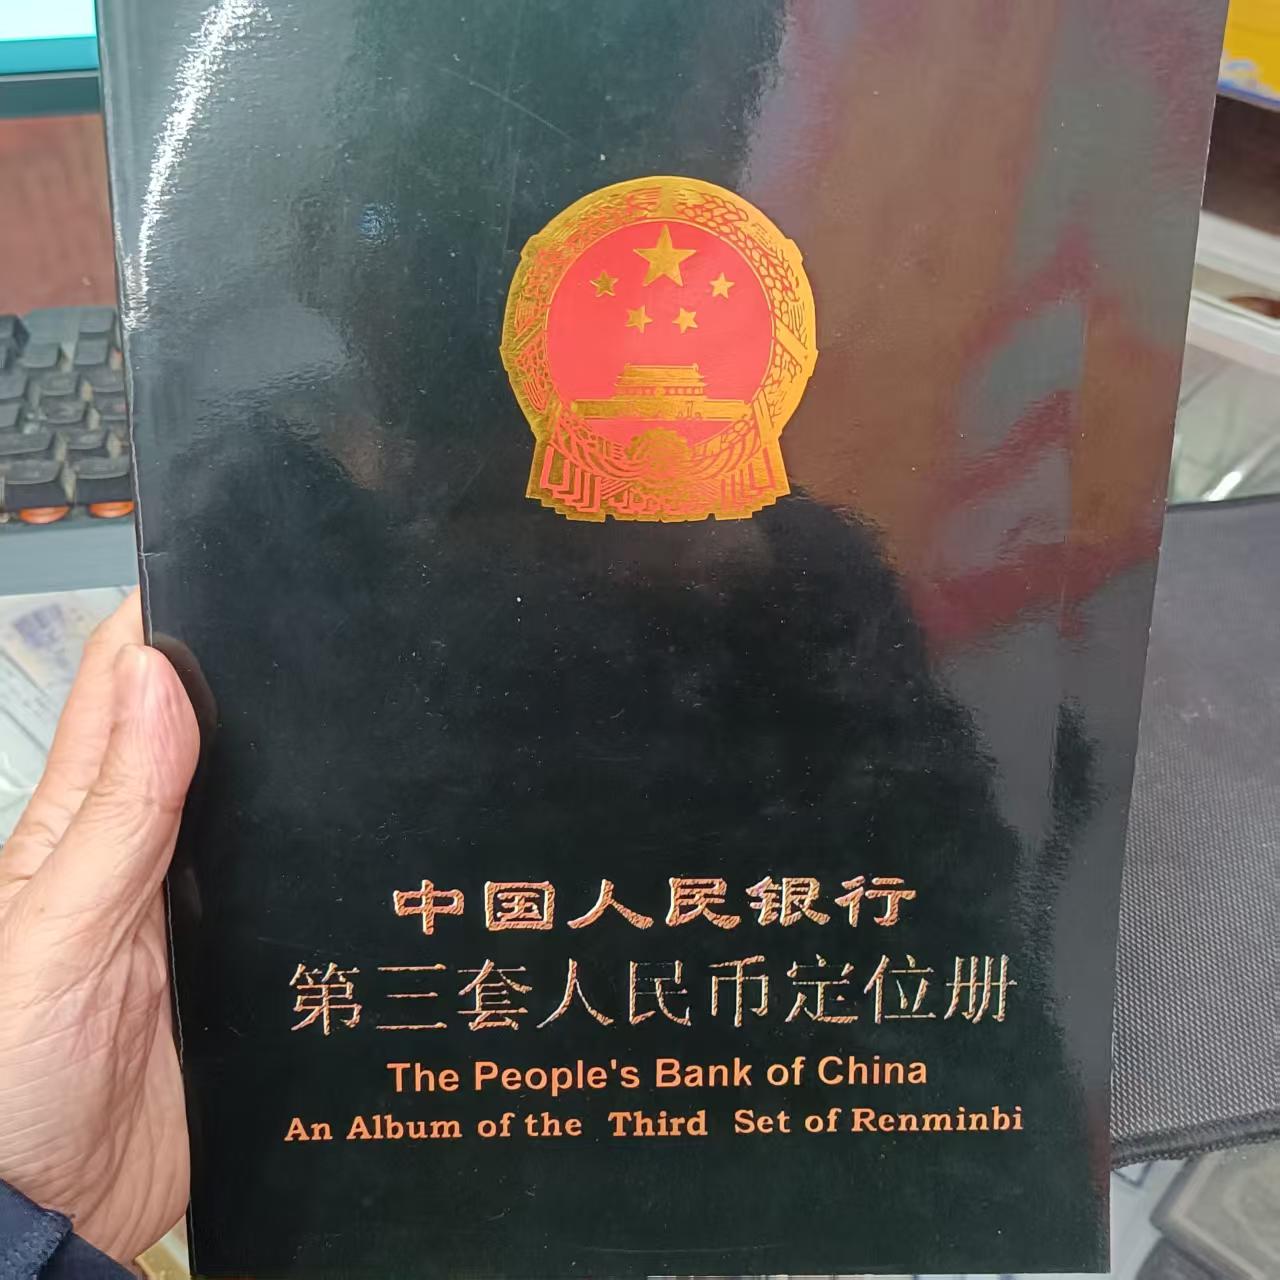 中国人民银行
第三套人民币定位册
The People's Bank of China
An Album of the Third Set of Renminbi